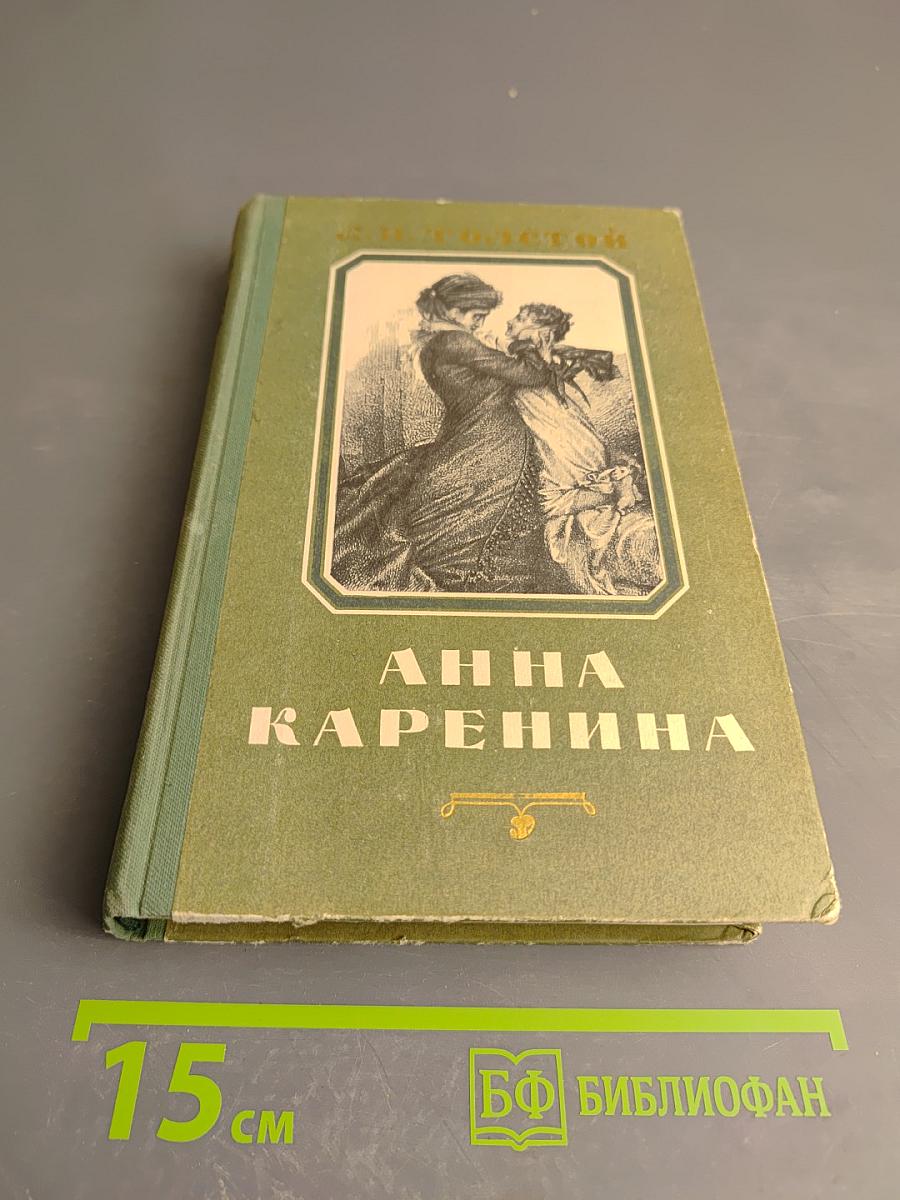 Л.Н.ТОЛСТОЙ
АННА
КАРЕНИНА
15 см
БФ БИБЛИОФАН